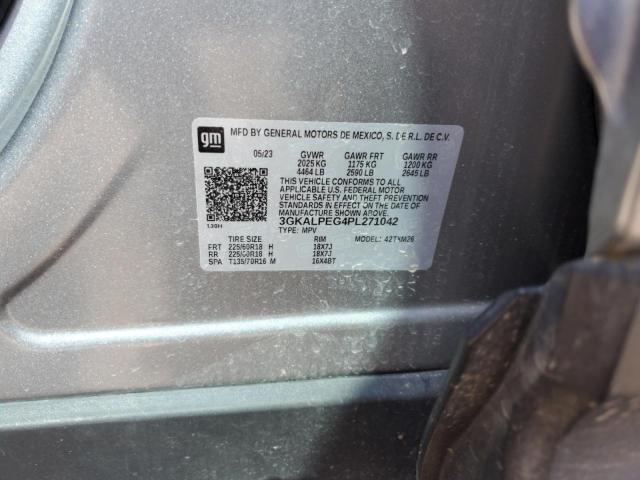 gm
MFD BY GENERAL MOTORS DE MEXICO, S. DE R.L. DE C.V.
05/23 GVWR GAWR FRT GAWR RR
2025 KG 1175 KG 1200 KG
4464 LB 2590 LB 2645 LB
THIS VEHICLE CONFORMS TO ALL
APPLICABLE U.S. FEDERAL MOTOR
VEHICLE SAFETY AND THEFT PREVENTION
STANDARDS IN EFFECT ON THE DATE OF
MANUFACTURE SHOWN ABOVE.
3GKALPEG4PL271042
TYPE: MPV MODEL: 42TXM26
TIRE SIZE RIM
FRT 225/60R18 H 18X7J
RR 225/60R18 H 18X7J
SPA T135/70R16 M 16X4BT